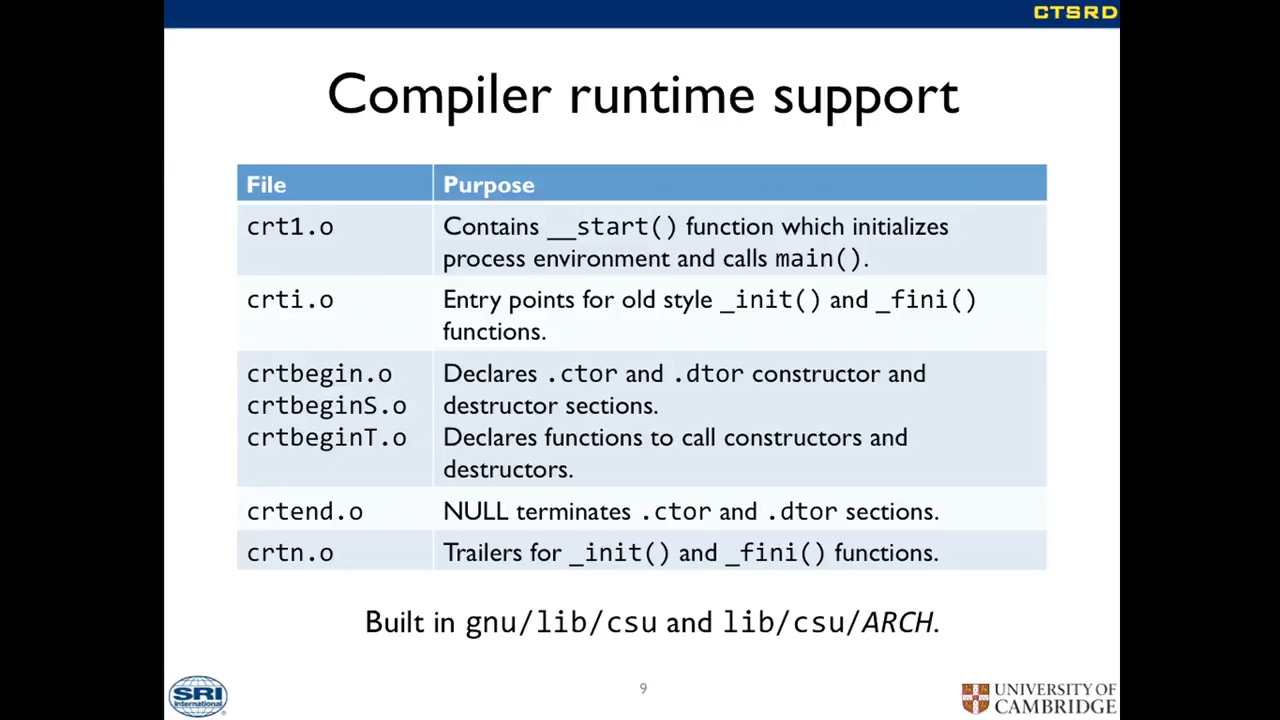 CTSRD
Compiler runtime support
File Purpose
crt1.o Contains __start() function which initializes
process environment and calls main().
crti.o Entry points for old style _init() and _fini()
functions.
crtbegin.o Declares .ctor and .dtor constructor and
crtbeginS.o destructor sections.
crtbeginT.o Declares functions to call constructors and
destructors.
crtend.o NULL terminates .ctor and .dtor sections.
crtn.o Trailers for _init() and _fini() functions.
Built in gnu/lib/csu and lib/csu/ARCH.
SRI
International
9
UNIVERSITY OF
CAMBRIDGE